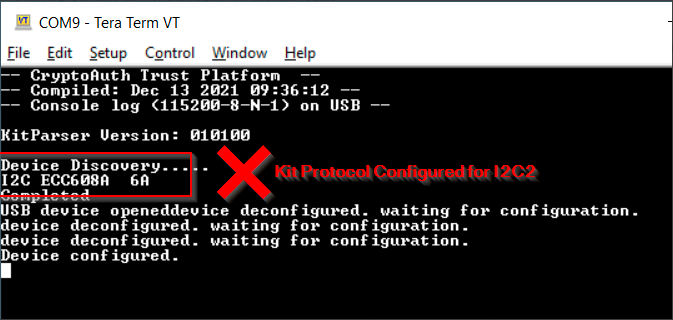 COM9 - Tera Term VT
File Edit Setup Control Window Help
-- CryptoAuth Trust Platform --
-- Compiled: Dec 13 2021 09:36:12 --
-- Console log (115200-8-N-1) on USB --
KitParser Version: 010100
Device Discovery.....
I2C ECC608A 6A
Kit Protocol Configured for I2C2
Completed
USB device openeddevice deconfigured. waiting for configuration.
device deconfigured. waiting for configuration.
device deconfigured. waiting for configuration.
Device configured.